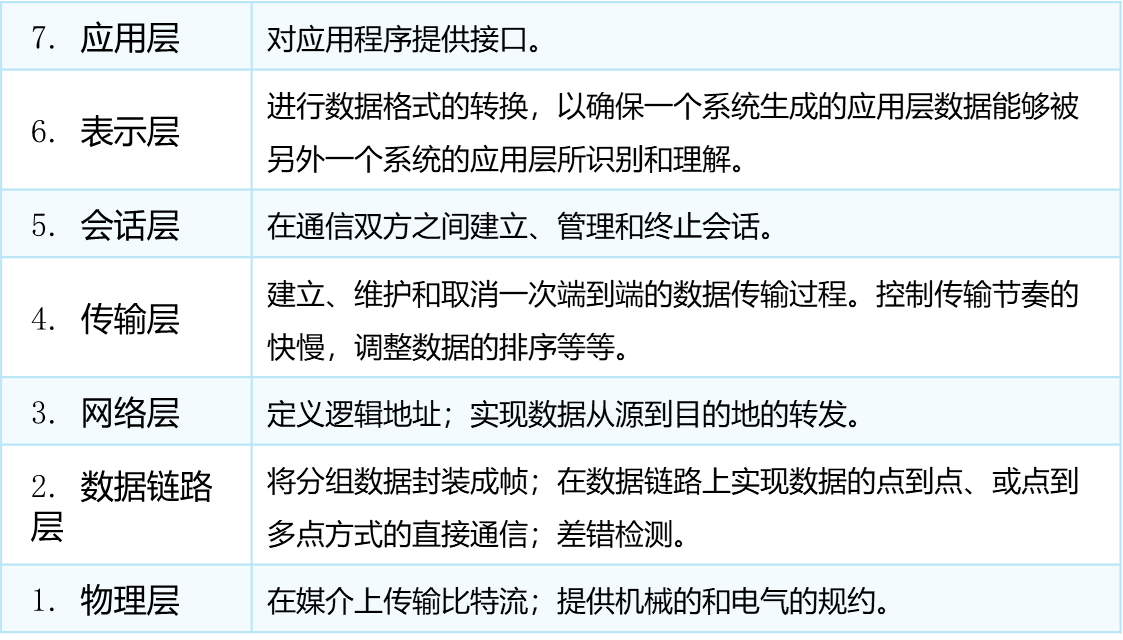 7. 应用层
对应用程序提供接口。
6. 表示层
进行数据格式的转换，以确保一个系统生成的应用层数据能够被
另外一个系统的应用层所识别和理解。
5. 会话层
在通信双方之间建立、管理和终止会话。
4. 传输层
建立、维护和取消一次端到端的数据传输过程。控制传输节奏的
快慢，调整数据的排序等等。
3. 网络层
定义逻辑地址；实现数据从源到目的地的转发。
2. 数据链路
层
将分组数据封装成帧；在数据链路上实现数据的点到点、或点到
多点方式的直接通信；差错检测。
1. 物理层
在媒介上传输比特流；提供机械的和电气的规约。